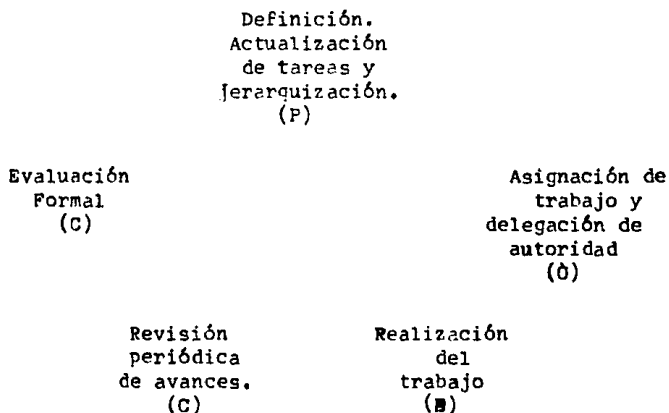 Definición.
Actualización
de tareas y
Jerarquización.
(P)
Evaluación
Formal
(C)
Asignación de
trabajo y
delegación de
autoridad
(O)
Revisión
periódica
de avances.
(C)
Realización
del
trabajo